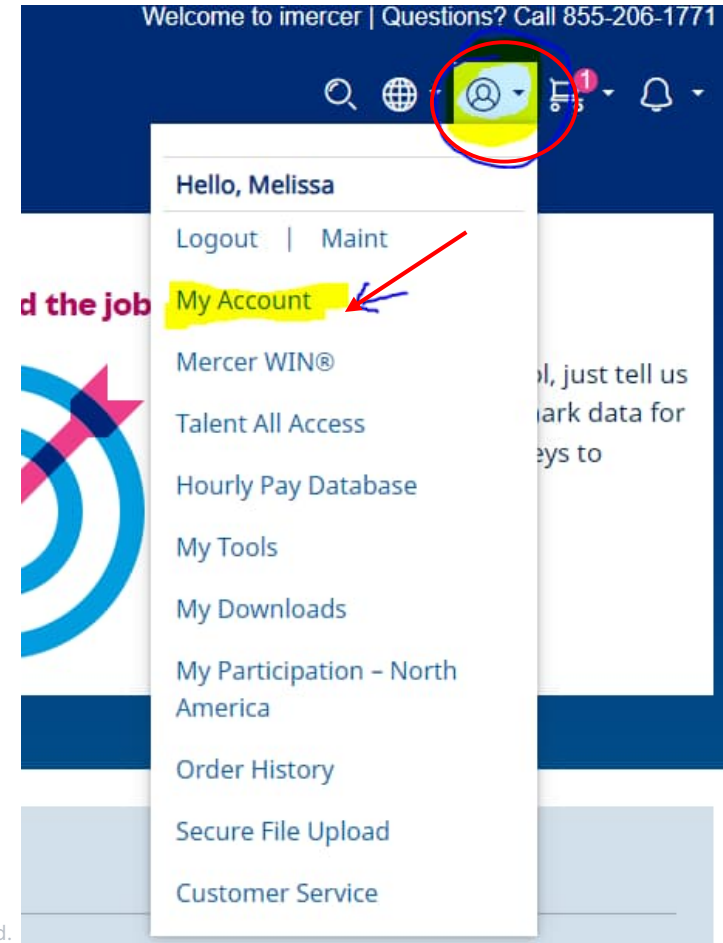 Welcome to imercer | Questions? Call 855-206-1771
1
Hello, Melissa
Logout | Maint
d the job
My Account
Mercer WIN®
ol, just tell us
Talent All Access
ark data for
eys to
Hourly Pay Database
My Tools
My Downloads
My Participation – North
America
Order History
Secure File Upload
Customer Service
d.